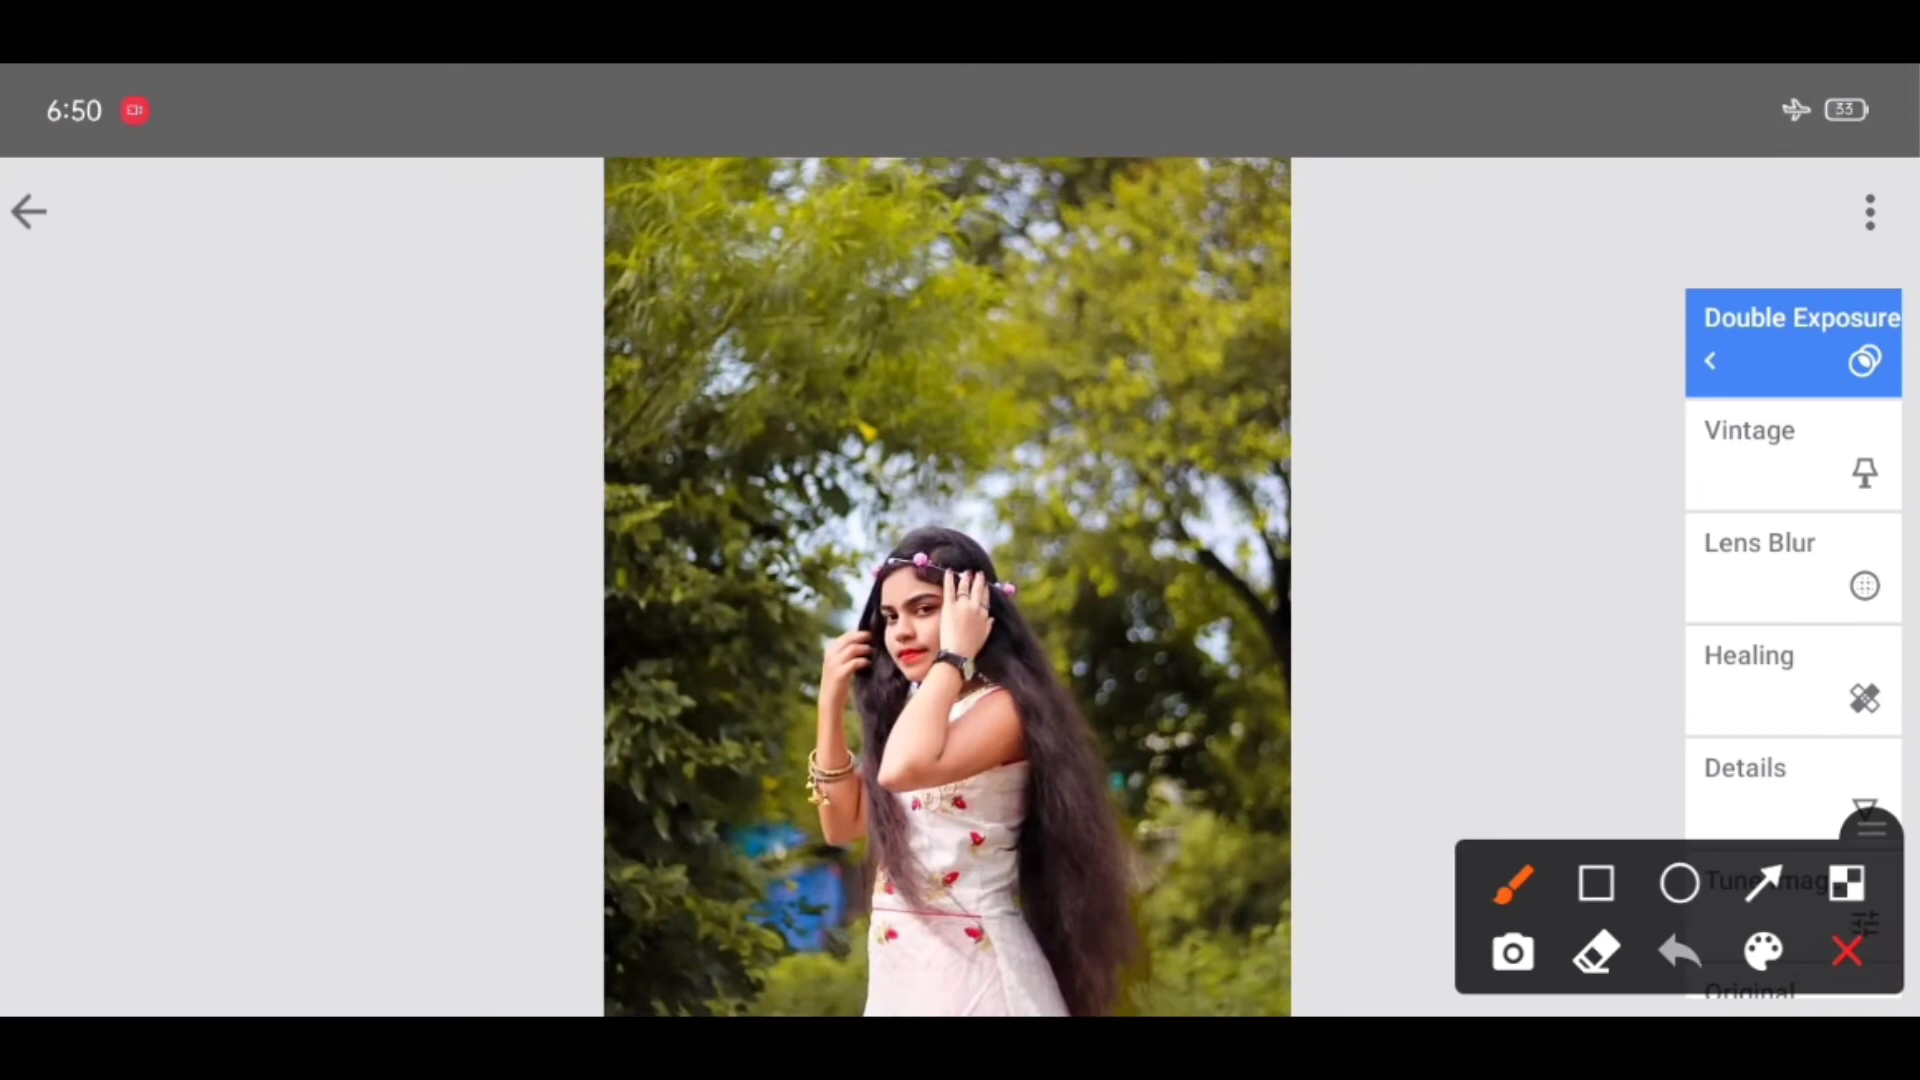 6:50
33
Double Exposure
Vintage
Lens Blur
Healing
Details
Tune Image
Original